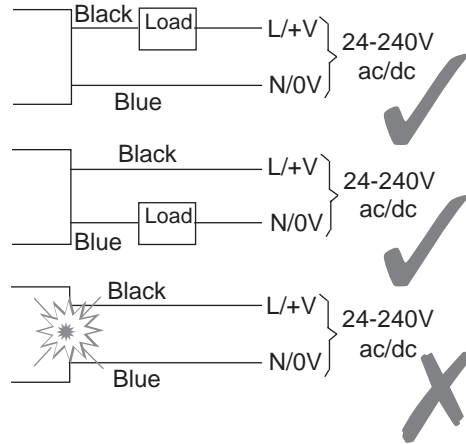 Black
Load
L/+V
24-240V
ac/dc
N/0V
Blue
Black
L/+V
24-240V
ac/dc
Load
N/0V
Blue
Black
L/+V
24-240V
ac/dc
N/0V
Blue